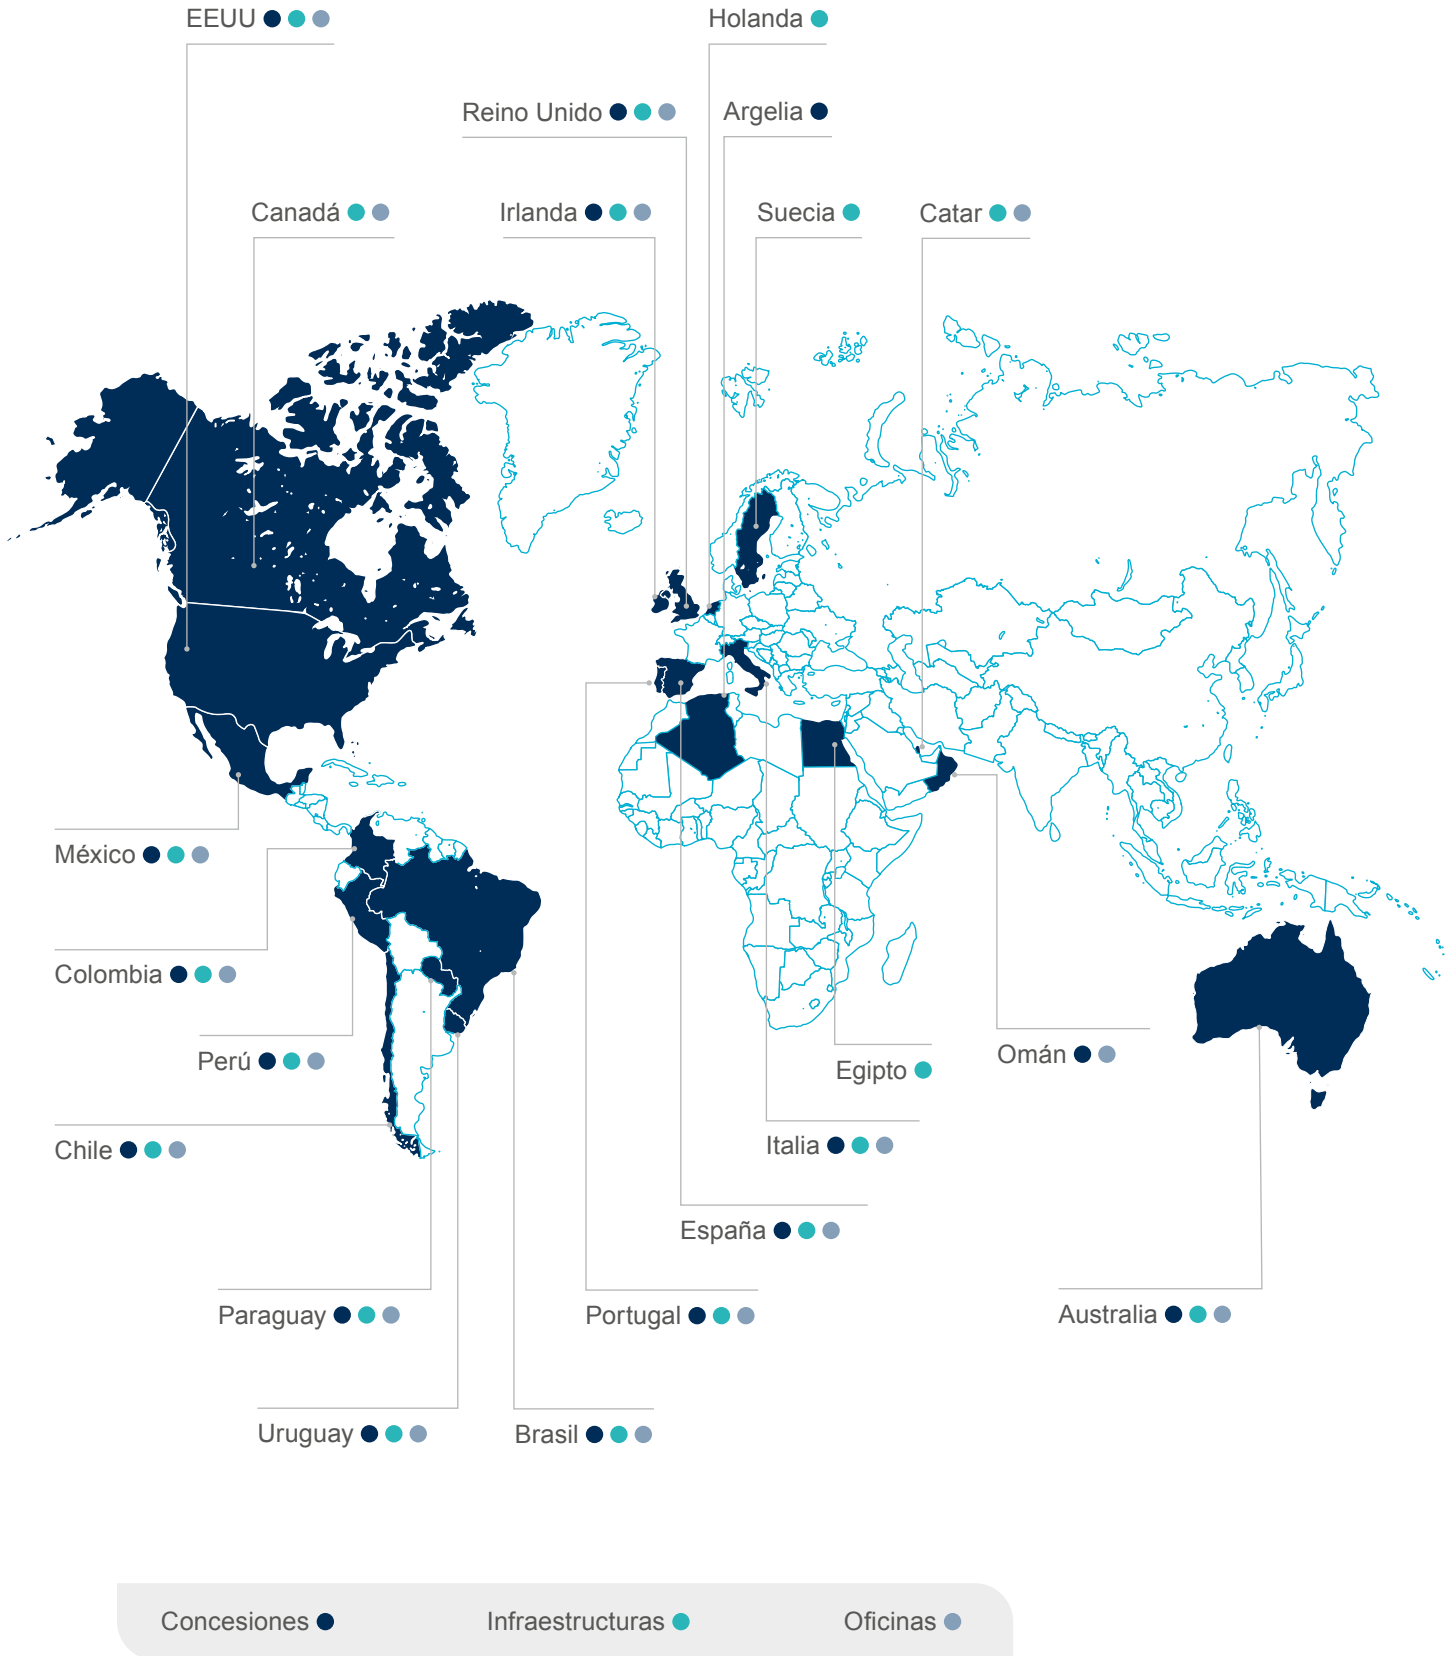 EEUU
Holanda
Reino Unido
Argelia
Canadá
Irlanda
Suecia
Catar
México
Colombia
Perú
Omán
Egipto
Chile
Italia
España
Paraguay
Portugal
Australia
Uruguay
Brasil
Concesiones
Infraestructuras
Oficinas